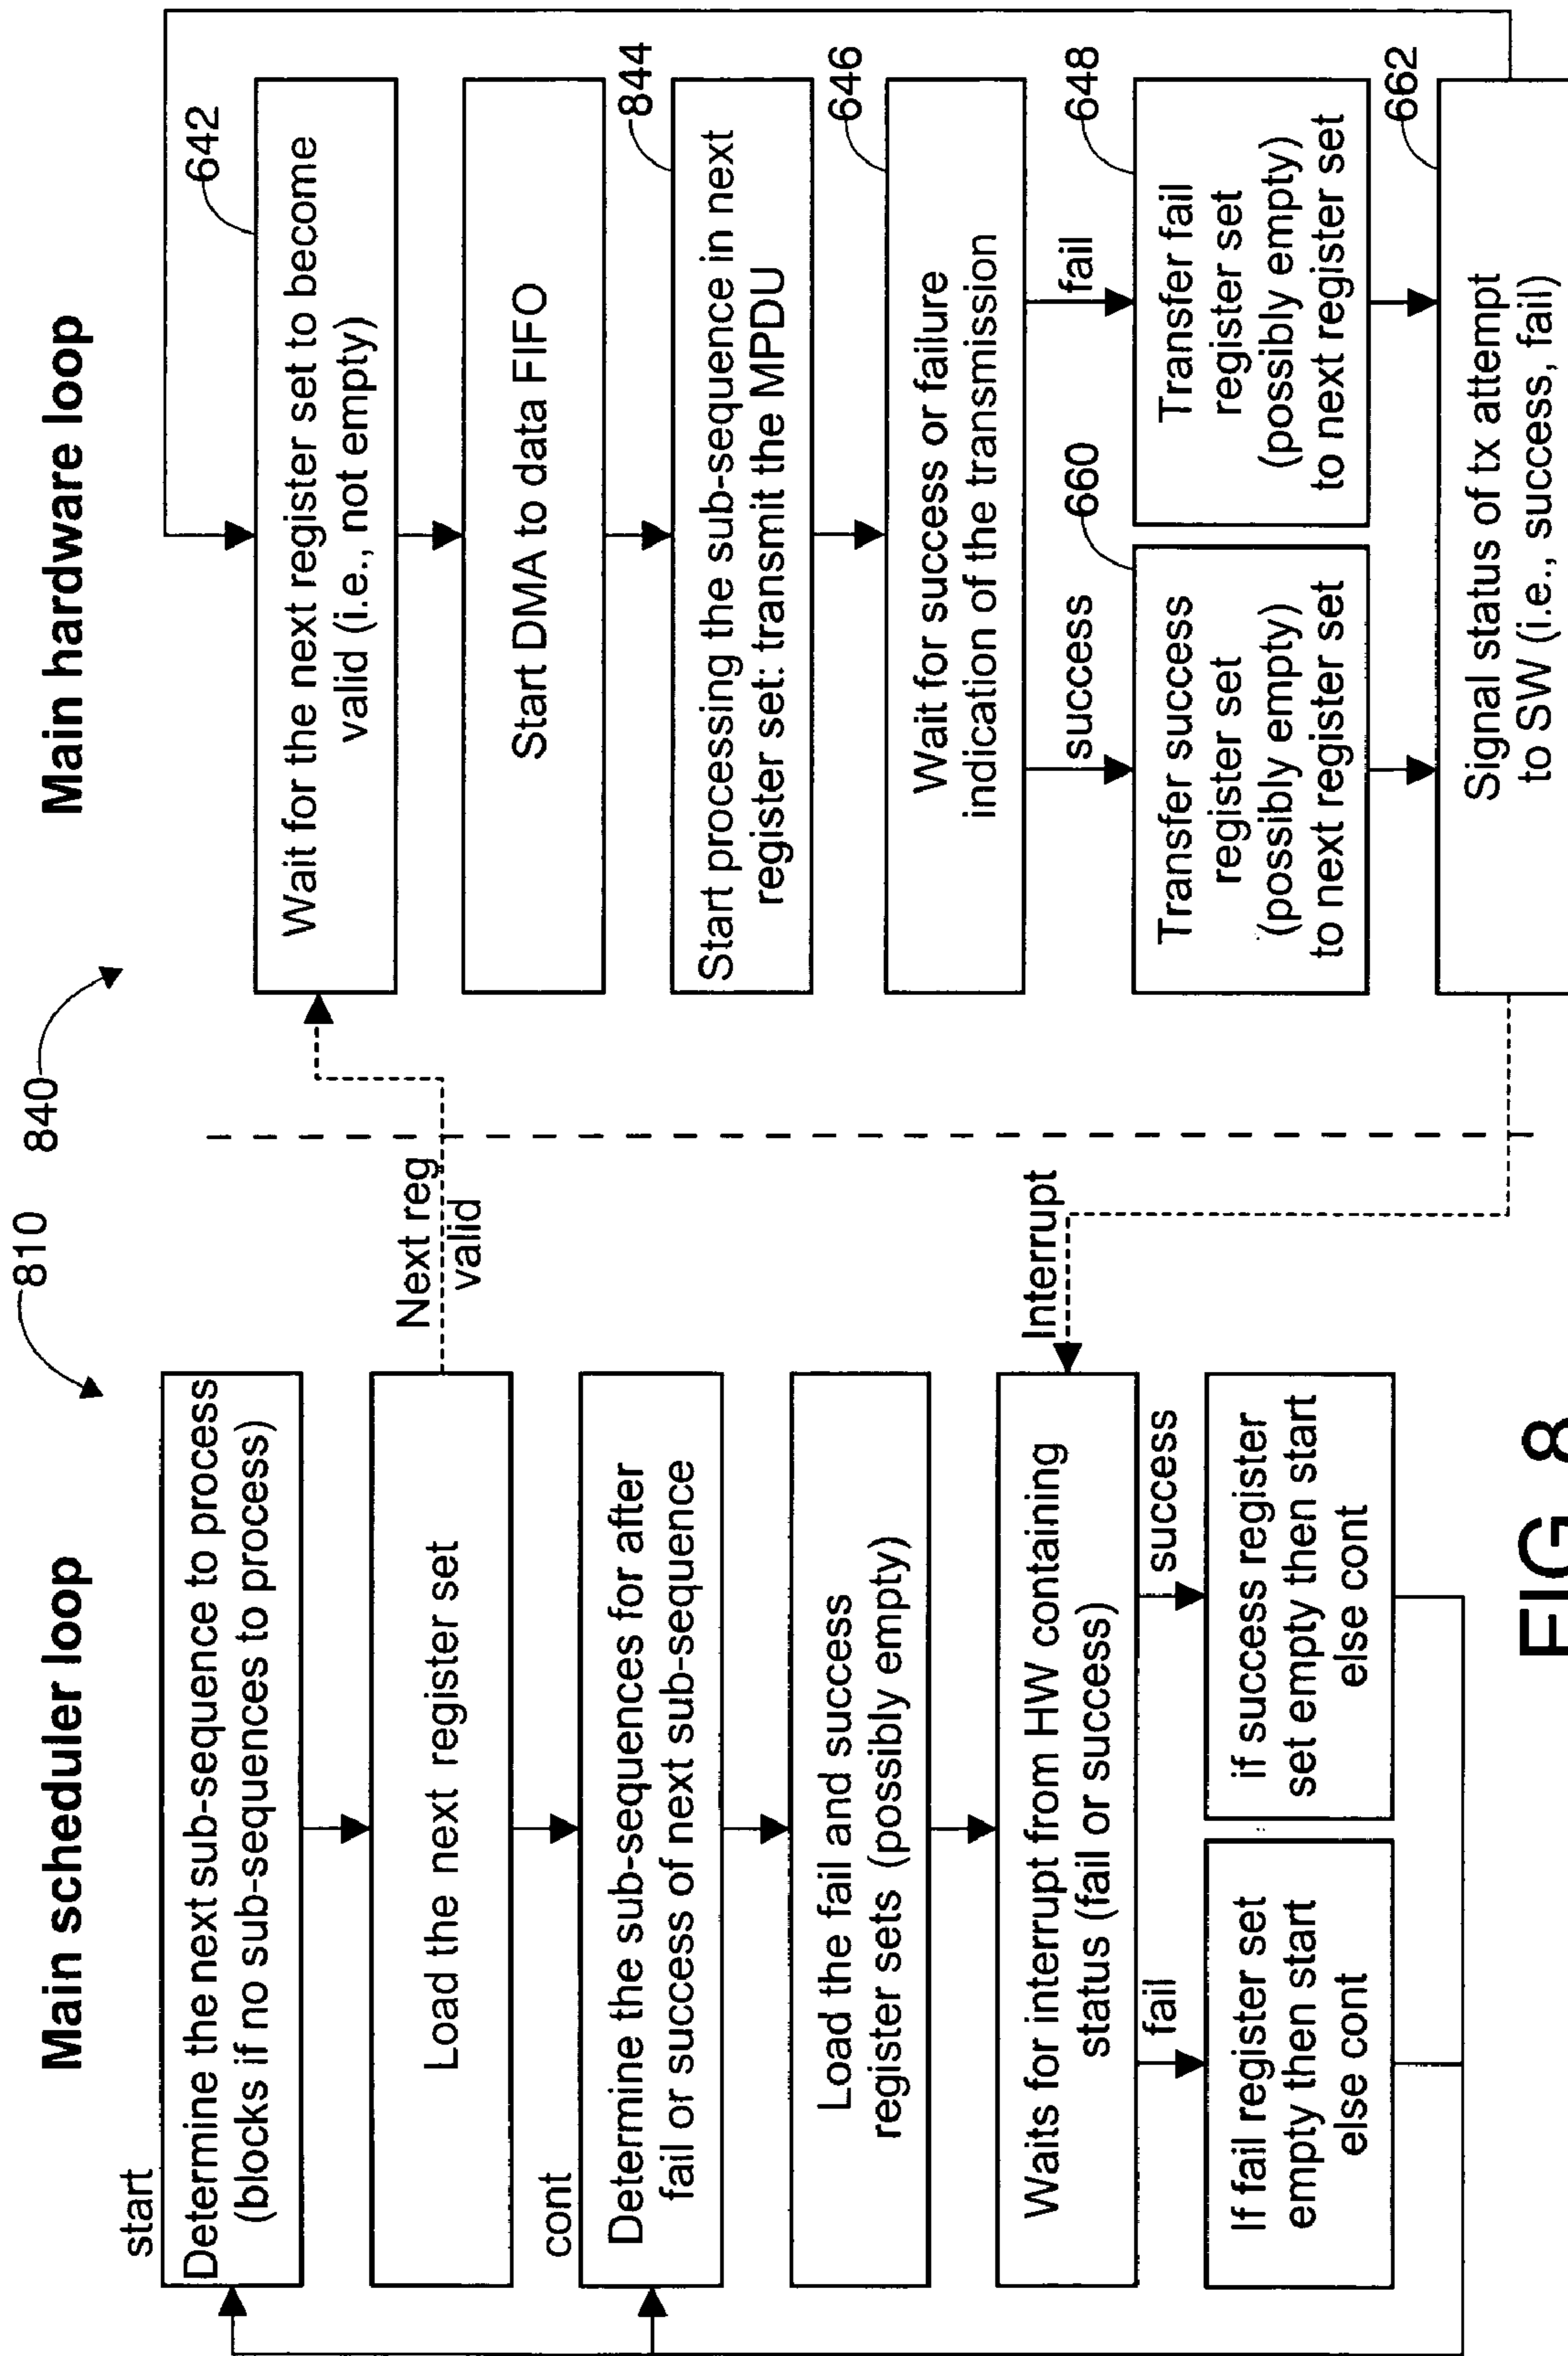 Main scheduler loop
810
start
Determine the next sub-sequence to process
(blocks if no sub-sequences to process)
Load the next register set
Next reg
valid
cont
Determine the sub-sequences for after
fail or success of next sub-sequence
Load the fail and success
register sets (possibly empty)
Interrupt
Waits for interrupt from HW containing
status (fail or success)
fail
success
If fail register set
empty then start
else cont
if success register
set empty then start
else cont
Main hardware loop
840
642
Wait for the next register set to become
valid (i.e., not empty)
Start DMA to data FIFO
844
Start processing the sub-sequence in next
register set: transmit the MPDU
646
Wait for success or failure
indication of the transmission
success
fail
660
648
Transfer success
register set
(possibly empty)
to next register set
Transfer fail
register set
(possibly empty)
to next register set
662
Signal status of tx attempt
to SW (i.e., success, fail)
FIG. 8